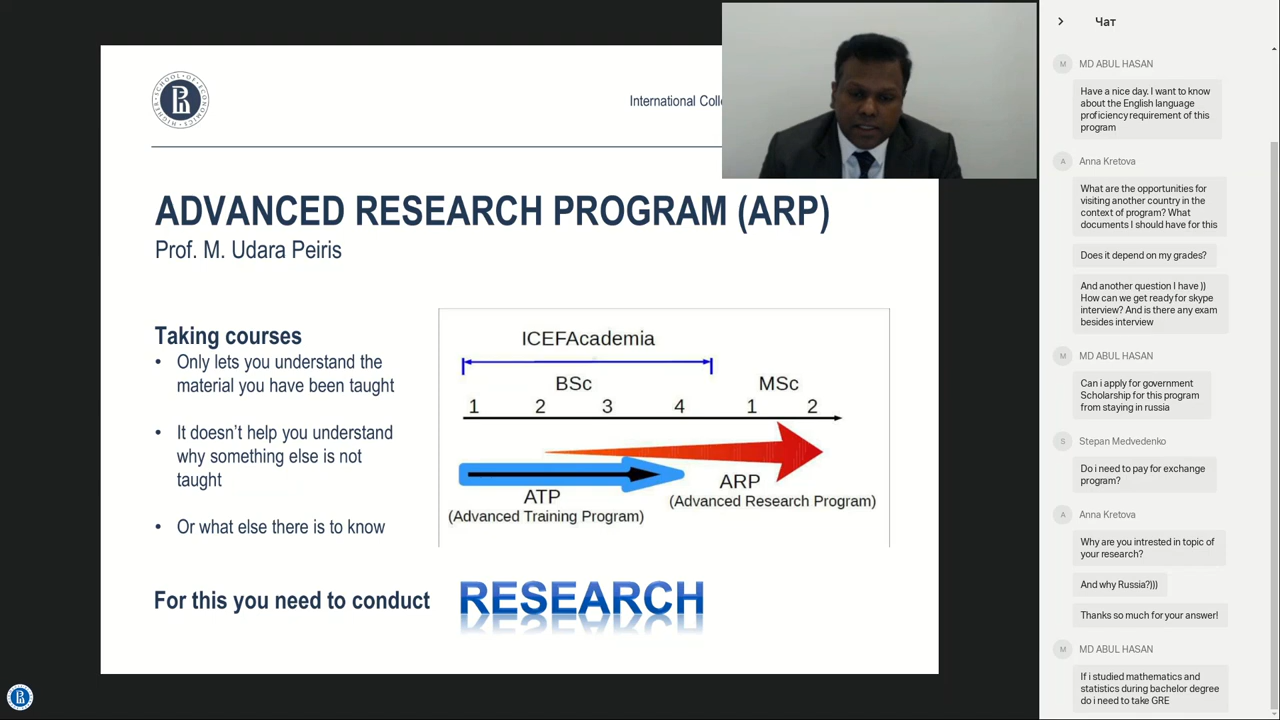 HIGHER · SCHOOL · OF · ECONOMICS
International Coll
ADVANCED RESEARCH PROGRAM (ARP)
Prof. M. Udara Peiris
Taking courses
• Only lets you understand the
material you have been taught
• It doesn’t help you understand
why something else is not
taught
• Or what else there is to know
ICEFAcademia
BSc
MSc
1 2 3 4 1 2
ATP
(Advanced Training Program)
ARP
(Advanced Research Program)
For this you need to conduct
RESEARCH
Чат
M
MD ABUL HASAN
Have a nice day. I want to know
about the English language
proficiency requirement of this
program
A
Anna Kretova
What are the opportunities for
visiting another country in the
context of program? What
documents I should have for this
Does it depend on my grades?
And another question I have ))
How can we get ready for skype
interview? And is there any exam
besides interview
M
MD ABUL HASAN
Can i apply for government
Scholarship for this program
from staying in russia
S
Stepan Medvedenko
Do i need to pay for exchange
program?
A
Anna Kretova
Why are you intrested in topic of
your research?
And why Russia?)))
Thanks so much for your answer!
M
MD ABUL HASAN
If i studied mathematics and
statistics during bachelor degree
do i need to take GRE